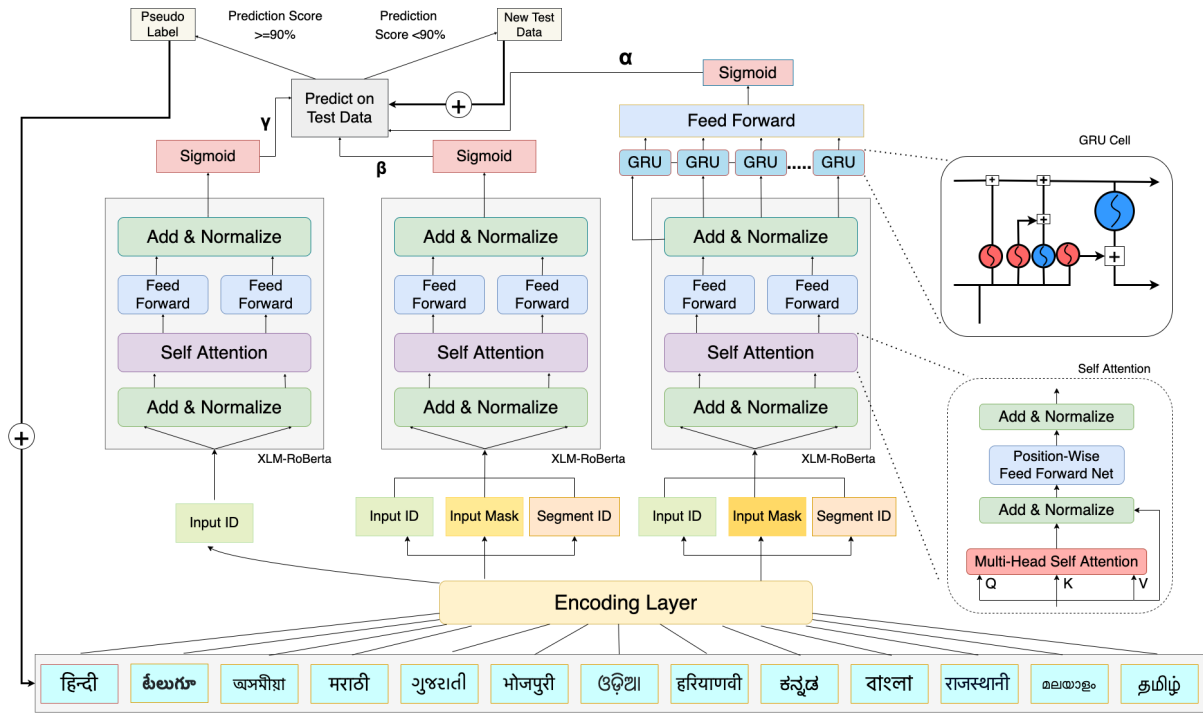 Pseudo
Label
Prediction Score
>=90%
Prediction
Score <90%
New Test
Data
α
Sigmoid
Predict on
Test Data
+
γ
Feed Forward
GRU Cell
Sigmoid
β
Sigmoid
GRU
GRU
GRU
.....
GRU
+
+
+
+
Add & Normalize
Add & Normalize
Add & Normalize
Feed
Forward
Feed
Forward
Feed
Forward
Feed
Forward
Feed
Forward
Feed
Forward
Self Attention
Self Attention
Self Attention
Add & Normalize
Add & Normalize
Add & Normalize
+
XLM-RoBerta
XLM-RoBerta
XLM-RoBerta
Self Attention
Add & Normalize
Position-Wise
Feed Forward Net
Add & Normalize
Multi-Head Self Attention
Q
K
V
Input ID
Input ID
Input Mask
Segment ID
Input ID
Input Mask
Segment ID
Encoding Layer
हिन्दी
టేలుగూ
অসমীয়া
मराठी
ગુજરાતી
भोजपुरी
ଓଡ଼ିଆ
हरियाणवी
ಕನ್ನಡ
বাংলা
राजस्थानी
മലയാളം
தமிழ்